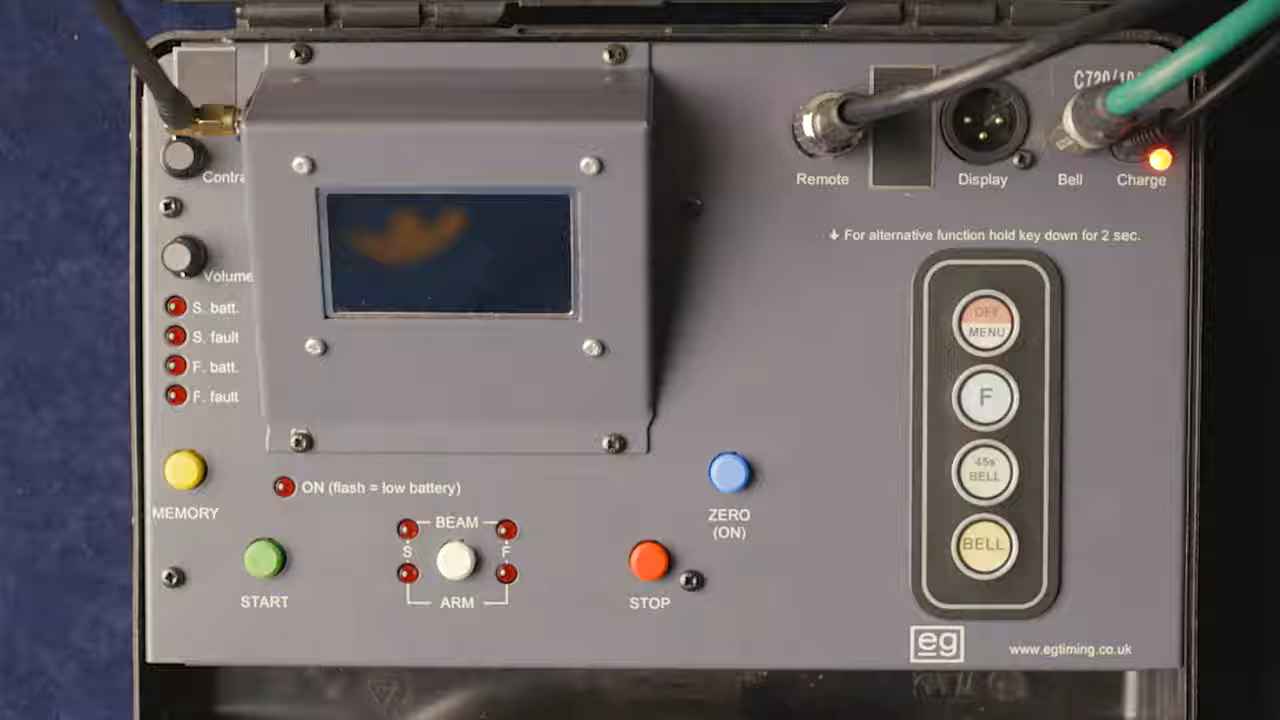 C720/10
Remote
Display
Bell
Charge
Contra
Volume
For alternative function hold key down for 2 sec.
S. batt.
S. fault
F. batt.
F. fault
OFF
MENU
F
45s
BELL
BELL
MEMORY
ON (flash = low battery)
ZERO
(ON)
BEAM
S
F
ARM
START
STOP
eg
www.egtiming.co.uk